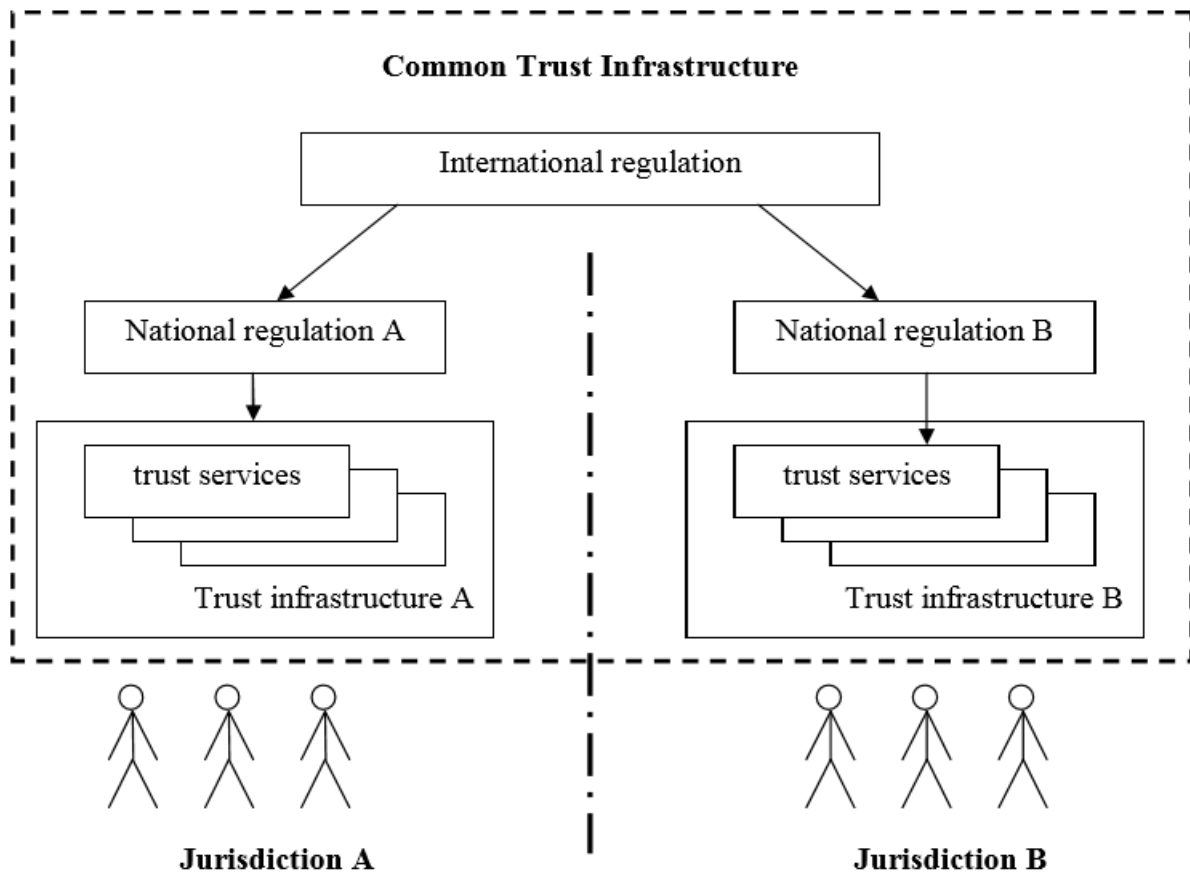 Common Trust Infrastructure
International regulation
National regulation A
National regulation B
trust services
trust services
Trust infrastructure A
Trust infrastructure B
Jurisdiction A
Jurisdiction B